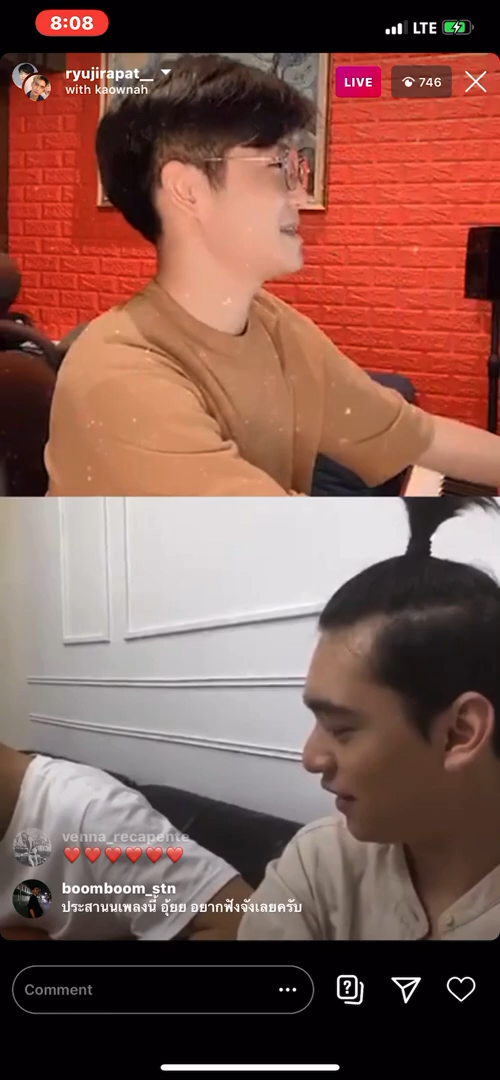 8:08
LTE
ryujirapat__
with kaownah
LIVE
746
venna_recapente
❤️❤️❤️❤️❤️❤️
boomboom_stn
ประสานนเพลงนี้ อุ้ยย อยากฟังจังเลยครับ
Comment